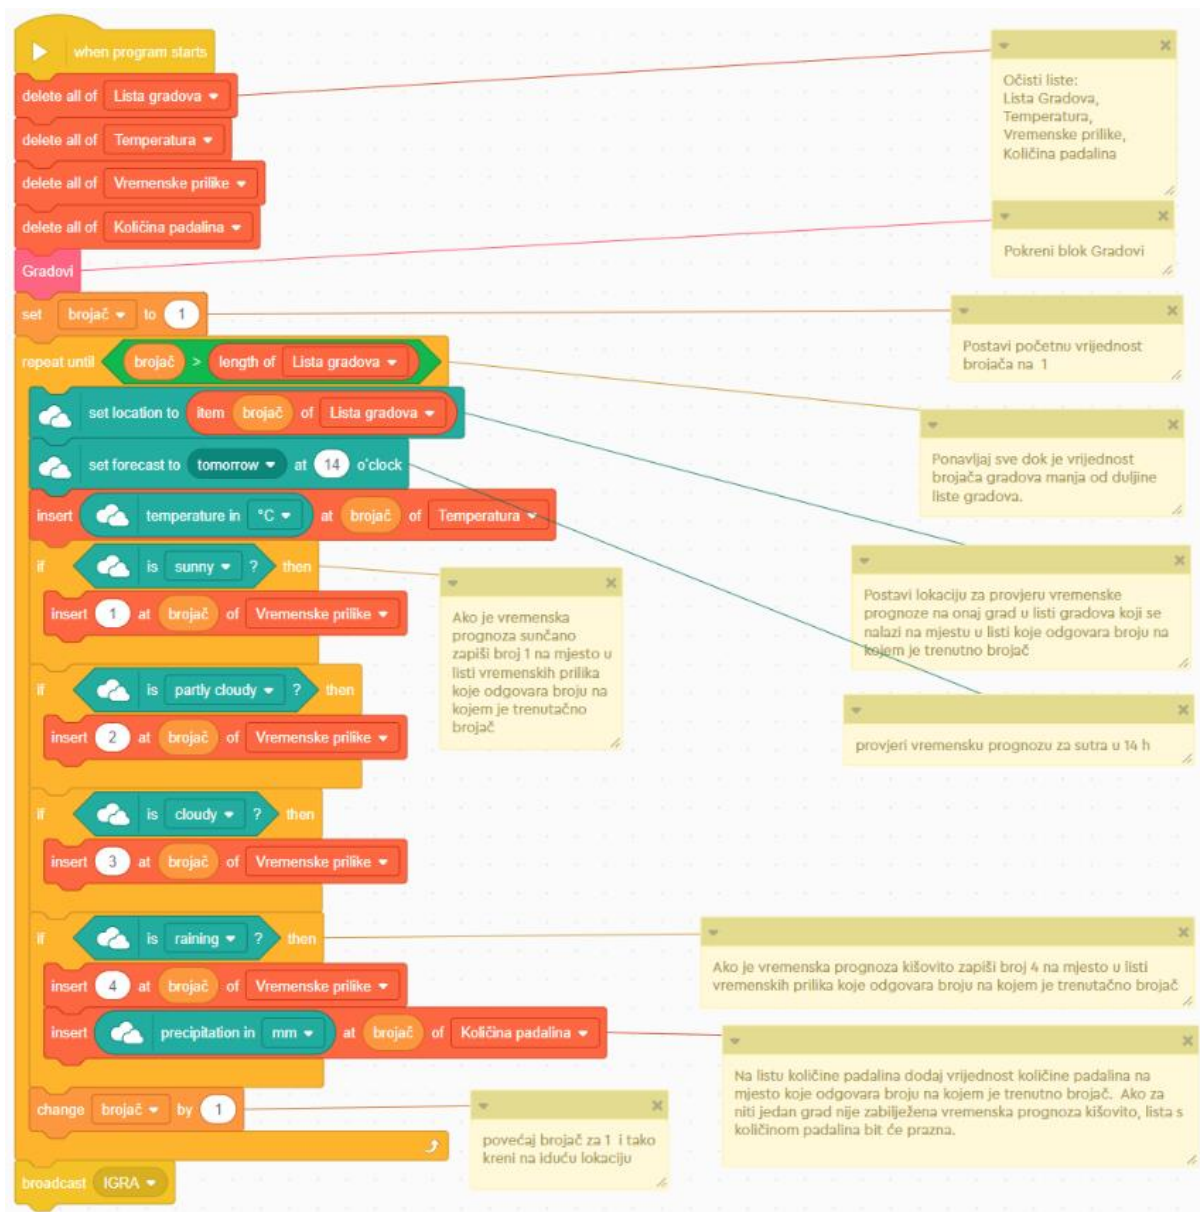 when program starts
delete all of Lista gradova
delete all of Temperatura
delete all of Vremenske prilike
delete all of Količina padalina
Gradovi
set brojač to 1
repeat until brojač > length of Lista gradova
set location to item brojač of Lista gradova
set forecast to tomorrow at 14 o'clock
insert temperature in °C at brojač of Temperatura
if is sunny ? then
insert 1 at brojač of Vremenske prilike
if is partly cloudy ? then
insert 2 at brojač of Vremenske prilike
if is cloudy ? then
insert 3 at brojač of Vremenske prilike
if is raining ? then
insert 4 at brojač of Vremenske prilike
insert precipitation in mm at brojač of Količina padalina
change brojač by 1
broadcast IGRA
Očisti liste:
Lista Gradova,
Temperatura,
Vremenske prilike,
Količina padalina
Pokreni blok Gradovi
Postavi početnu vrijednost
brojača na 1
Ponavljaj sve dok je vrijednost
brojača gradova manja od duljine
liste gradova.
Postavi lokaciju za provjeru vremenske
prognoze na onaj grad u listi gradova koji se
nalazi na mjestu u listi koje odgovara broju na
kojem je trenutno brojač
provjeri vremensku prognozu za sutra u 14 h
Ako je vremenska
prognoza sunčano
zapiši broj 1 na mjesto u
listi vremenskih prilika
koje odgovara broju na
kojem je trenutačno
brojač
Ako je vremenska prognoza kišovito zapiši broj 4 na mjesto u listi
vremenskih prilika koje odgovara broju na kojem je trenutačno brojač
Na listu količine padalina dodaj vrijednost količine padalina na
mjesto koje odgovara broju na kojem je trenutno brojač. Ako za
niti jedan grad nije zabilježena vremenska prognoza kišovito, lista s
količinom padalina bit će prazna.
povećaj brojač za 1 i tako
kreni na iduću lokaciju